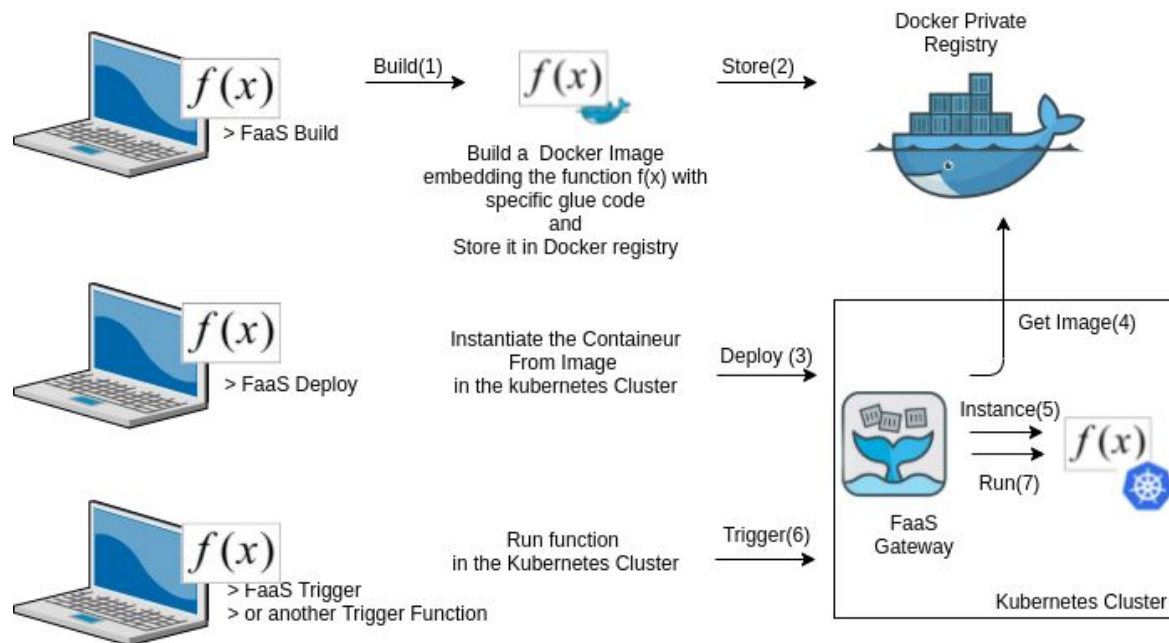 f(x)
> FaaS Build
Build(1)
f(x)
Build a  Docker Image
embedding the function f(x) with
specific glue code
and
Store it in Docker registry
Store(2)
Docker Private
Registry
f(x)
> FaaS Deploy
Instantiate the Containeur
From Image
in the kubernetes Cluster
Deploy (3)
Get Image(4)
Instance(5)
f(x)
Run(7)
FaaS
Gateway
f(x)
> FaaS Trigger
> or another Trigger Function
Run function
in the Kubernetes Cluster
Trigger(6)
Kubernetes Cluster